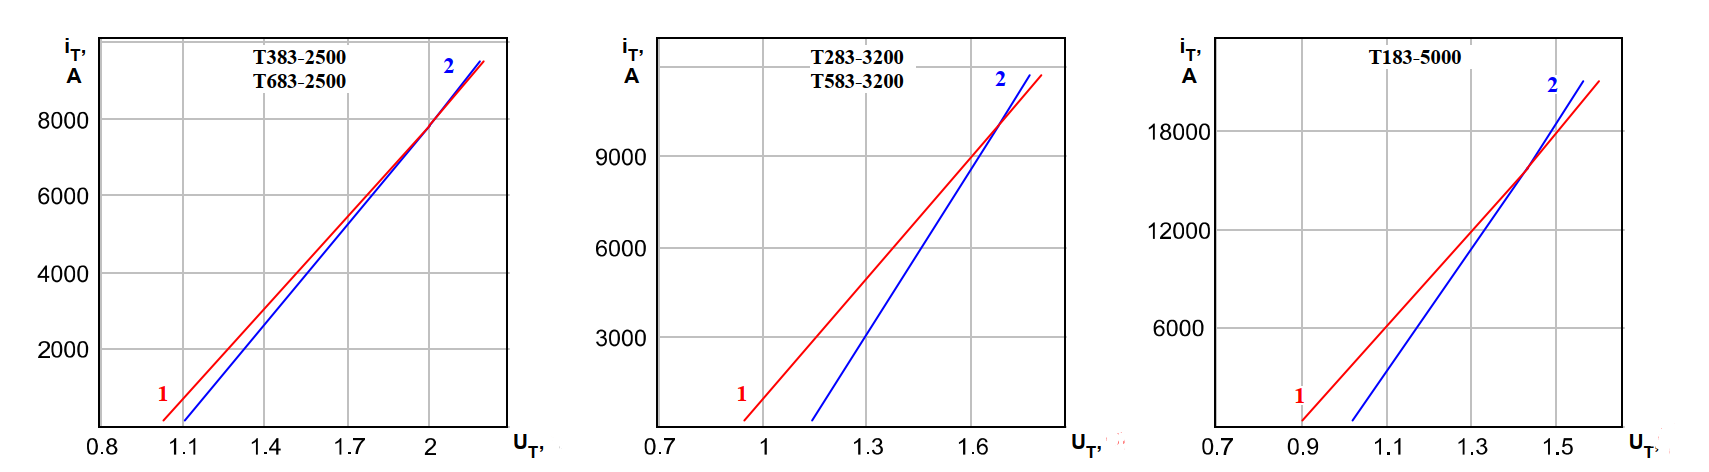 iT,
A
T383-2500
T683-2500
2
8000
6000
4000
2000
1
0.8 1.1 1.4 1.7 2 UT,
iT,
A
T283-3200
T583-3200
2
9000
6000
3000
1
0.7 1 1.3 1.6 UT,
iT,
A
T183-5000
2
18000
12000
6000
1
0.7 0.9 1.1 1.3 1.5 UT,